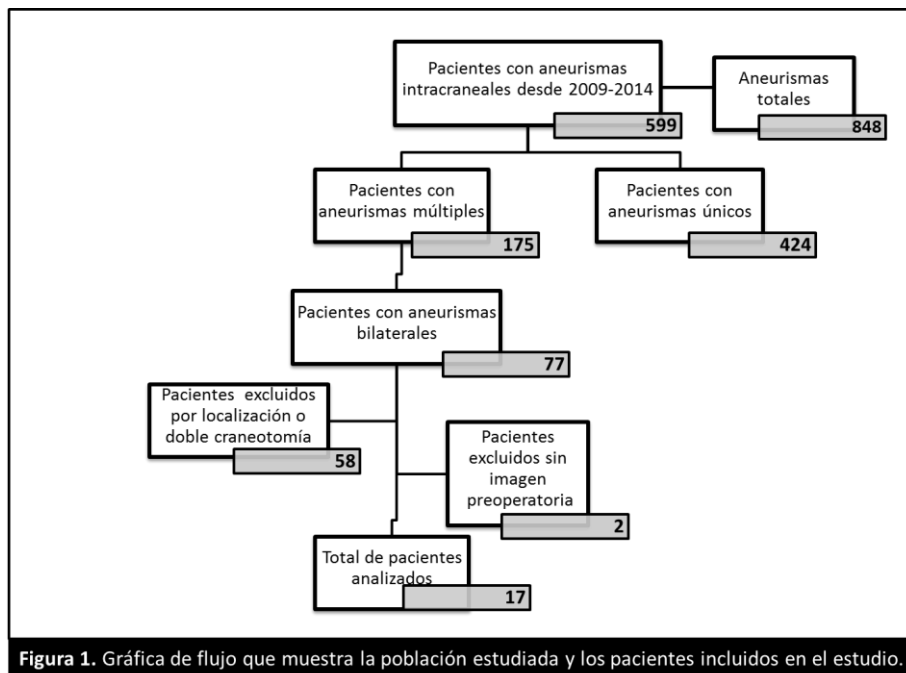 Pacientes con aneurismas
intracraneales desde 2009-2014
599
Aneurismas
totales
848
Pacientes con
aneurismas múltiples
175
Pacientes con
aneurismas únicos
424
Pacientes con aneurismas
bilaterales
77
Pacientes excluidos
por localización o
doble craneotomía
58
Pacientes
excluidos sin
imagen
preoperatoria
2
Total de pacientes
analizados
17
Figura 1. Gráfica de flujo que muestra la población estudiada y los pacientes incluidos en el estudio.